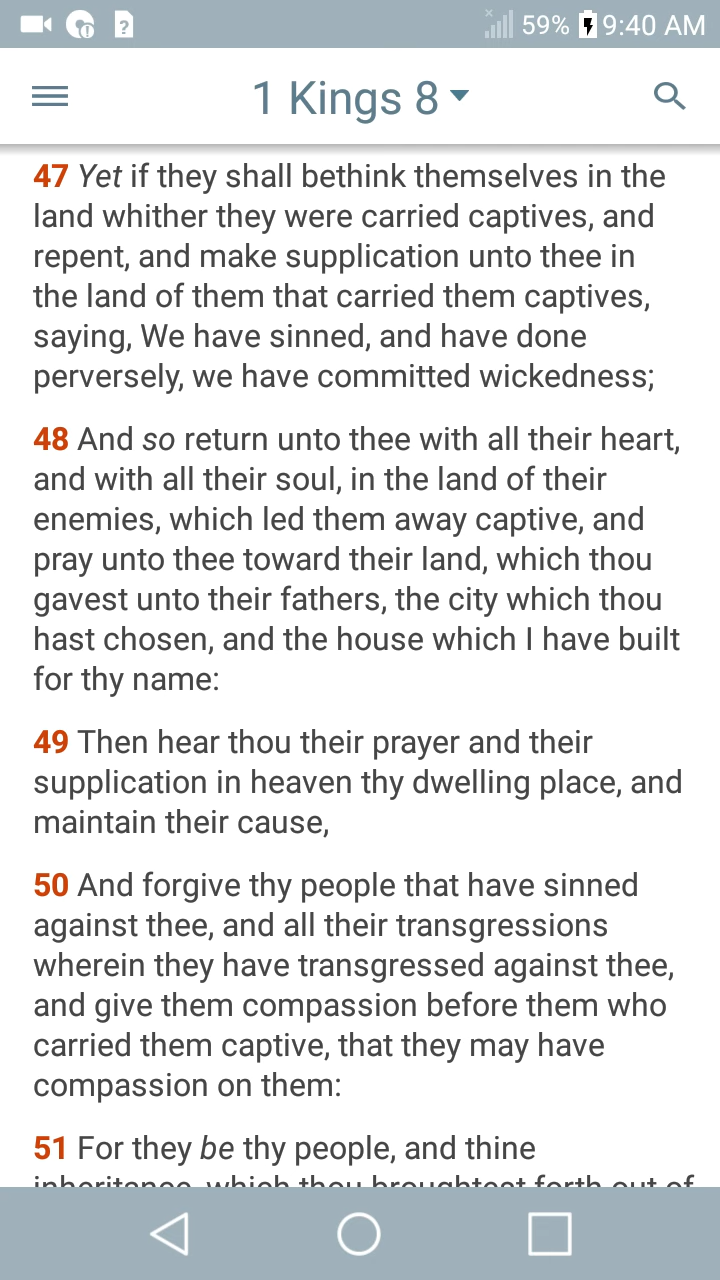 59% 9:40 AM
1 Kings 8
47 Yet if they shall bethink themselves in the
land whither they were carried captives, and
repent, and make supplication unto thee in
the land of them that carried them captives,
saying, We have sinned, and have done
perversely, we have committed wickedness;
48 And so return unto thee with all their heart,
and with all their soul, in the land of their
enemies, which led them away captive, and
pray unto thee toward their land, which thou
gavest unto their fathers, the city which thou
hast chosen, and the house which I have built
for thy name:
49 Then hear thou their prayer and their
supplication in heaven thy dwelling place, and
maintain their cause,
50 And forgive thy people that have sinned
against thee, and all their transgressions
wherein they have transgressed against thee,
and give them compassion before them who
carried them captive, that they may have
compassion on them:
51 For they be thy people, and thine
inheritance, which thou broughtest forth out of